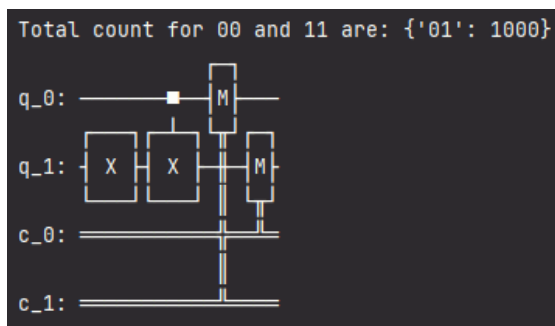 Total count for 00 and 11 are: {'01': 1000}
M
q_0:
q_1: X X M
c_0:
c_1: